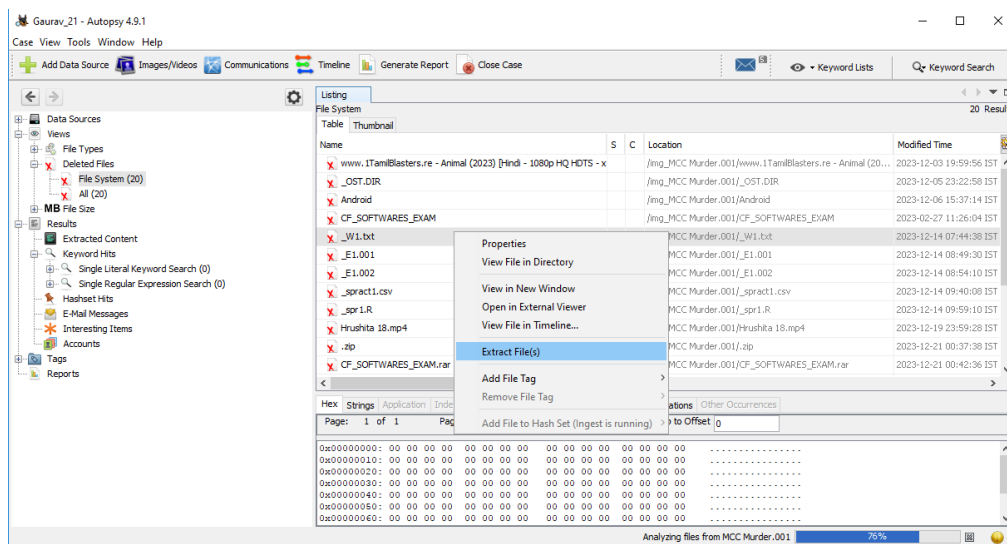 Gaurav_21 - Autopsy 4.9.1
Case View Tools Window Help
Add Data Source Images/Videos Communications Timeline Generate Report Close Case Keyword Lists Keyword Search
Listing
File System
20 Resul
Table Thumbnail
Name S C Location Modified Time
www.1TamilBlasters.re - Animal (2023) [Hindi - 1080p HQ HDTS - x /img_MCC Murder.001/www.1TamilBlasters.re - Animal (20... 2023-12-03 19:59:56 IST
_OST.DIR /img_MCC Murder.001/_OST.DIR 2023-12-05 23:22:58 IST
Android /img_MCC Murder.001/Android 2023-12-06 15:37:14 IST
CF_SOFTWARES_EXAM /img_MCC Murder.001/CF_SOFTWARES_EXAM 2023-02-27 11:26:04 IST
_W1.txt MCC Murder.001/_W1.txt 2023-12-14 07:44:38 IST
_E1.001 MCC Murder.001/_E1.001 2023-12-14 08:49:30 IST
_E1.002 MCC Murder.001/_E1.002 2023-12-14 08:54:10 IST
_spract1.csv MCC Murder.001/_spract1.csv 2023-12-14 09:40:08 IST
_spr1.R MCC Murder.001/_spr1.R 2023-12-14 09:59:10 IST
Hrushita 18.mp4 MCC Murder.001/Hrushita 18.mp4 2023-12-19 23:59:28 IST
.zip MCC Murder.001/.zip 2023-12-21 00:37:38 IST
CF_SOFTWARES_EXAM.rar MCC Murder.001/CF_SOFTWARES_EXAM.rar 2023-12-21 00:42:36 IST
Data Sources
Views
File Types
Deleted Files
File System (20)
All (20)
MB File Size
Results
Extracted Content
Keyword Hits
Single Literal Keyword Search (0)
Single Regular Expression Search (0)
Hashset Hits
E-Mail Messages
Interesting Items
Accounts
Tags
Reports
Properties
View File in Directory
View in New Window
Open in External Viewer
View File in Timeline...
Extract File(s)
Add File Tag
Remove File Tag
Add File to Hash Set (Ingest is running)
Hex Strings Application Inde ations Other Occurrences
Page: 1 of 1 Pag to Offset 0
0x00000000: 00 00 00 00 00 00 00 00 00 00 00 00 00 00 00 00 ................
0x00000010: 00 00 00 00 00 00 00 00 00 00 00 00 00 00 00 00 ................
0x00000020: 00 00 00 00 00 00 00 00 00 00 00 00 00 00 00 00 ................
0x00000030: 00 00 00 00 00 00 00 00 00 00 00 00 00 00 00 00 ................
0x00000040: 00 00 00 00 00 00 00 00 00 00 00 00 00 00 00 00 ................
0x00000050: 00 00 00 00 00 00 00 00 00 00 00 00 00 00 00 00 ................
0x00000060: 00 00 00 00 00 00 00 00 00 00 00 00 00 00 00 00 ................
Analyzing files from MCC Murder.001 76%